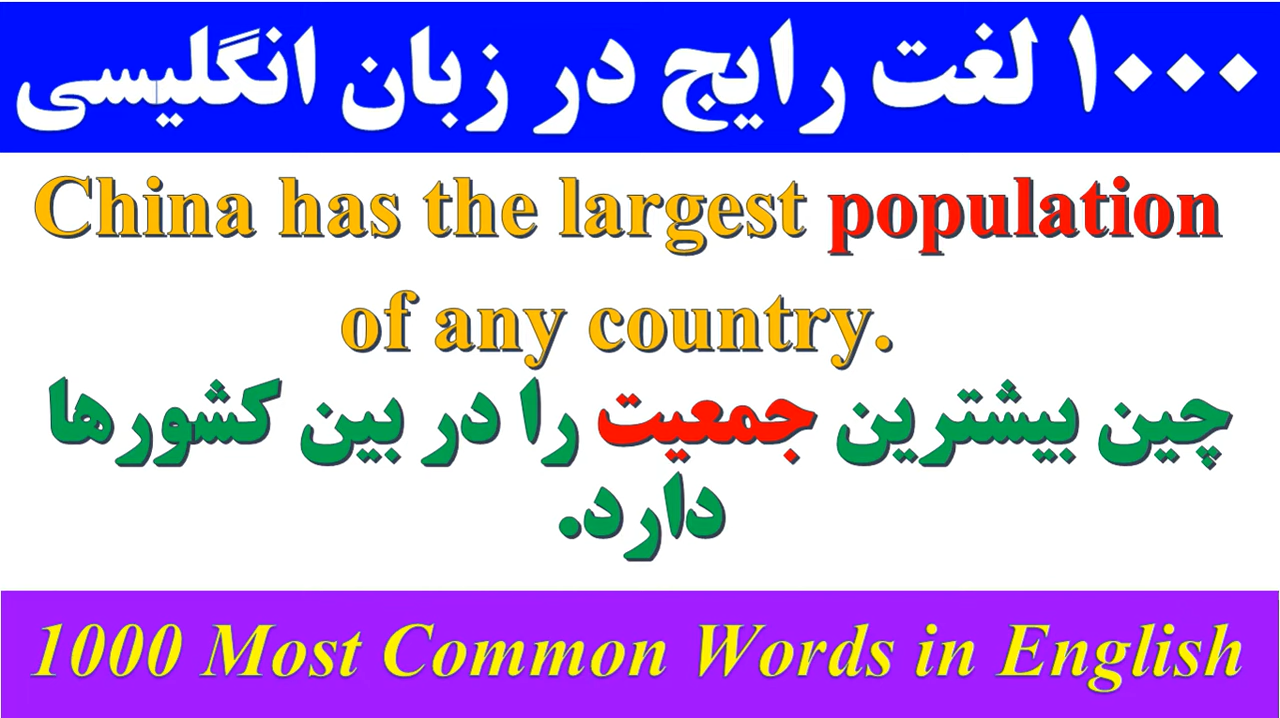 ۱۰۰۰ لغت رایج در زبان انگلیسی
China has the largest population
of any country.
چین بیشترین جمعیت را در بین کشورها
دارد.
1000 Most Common Words in English